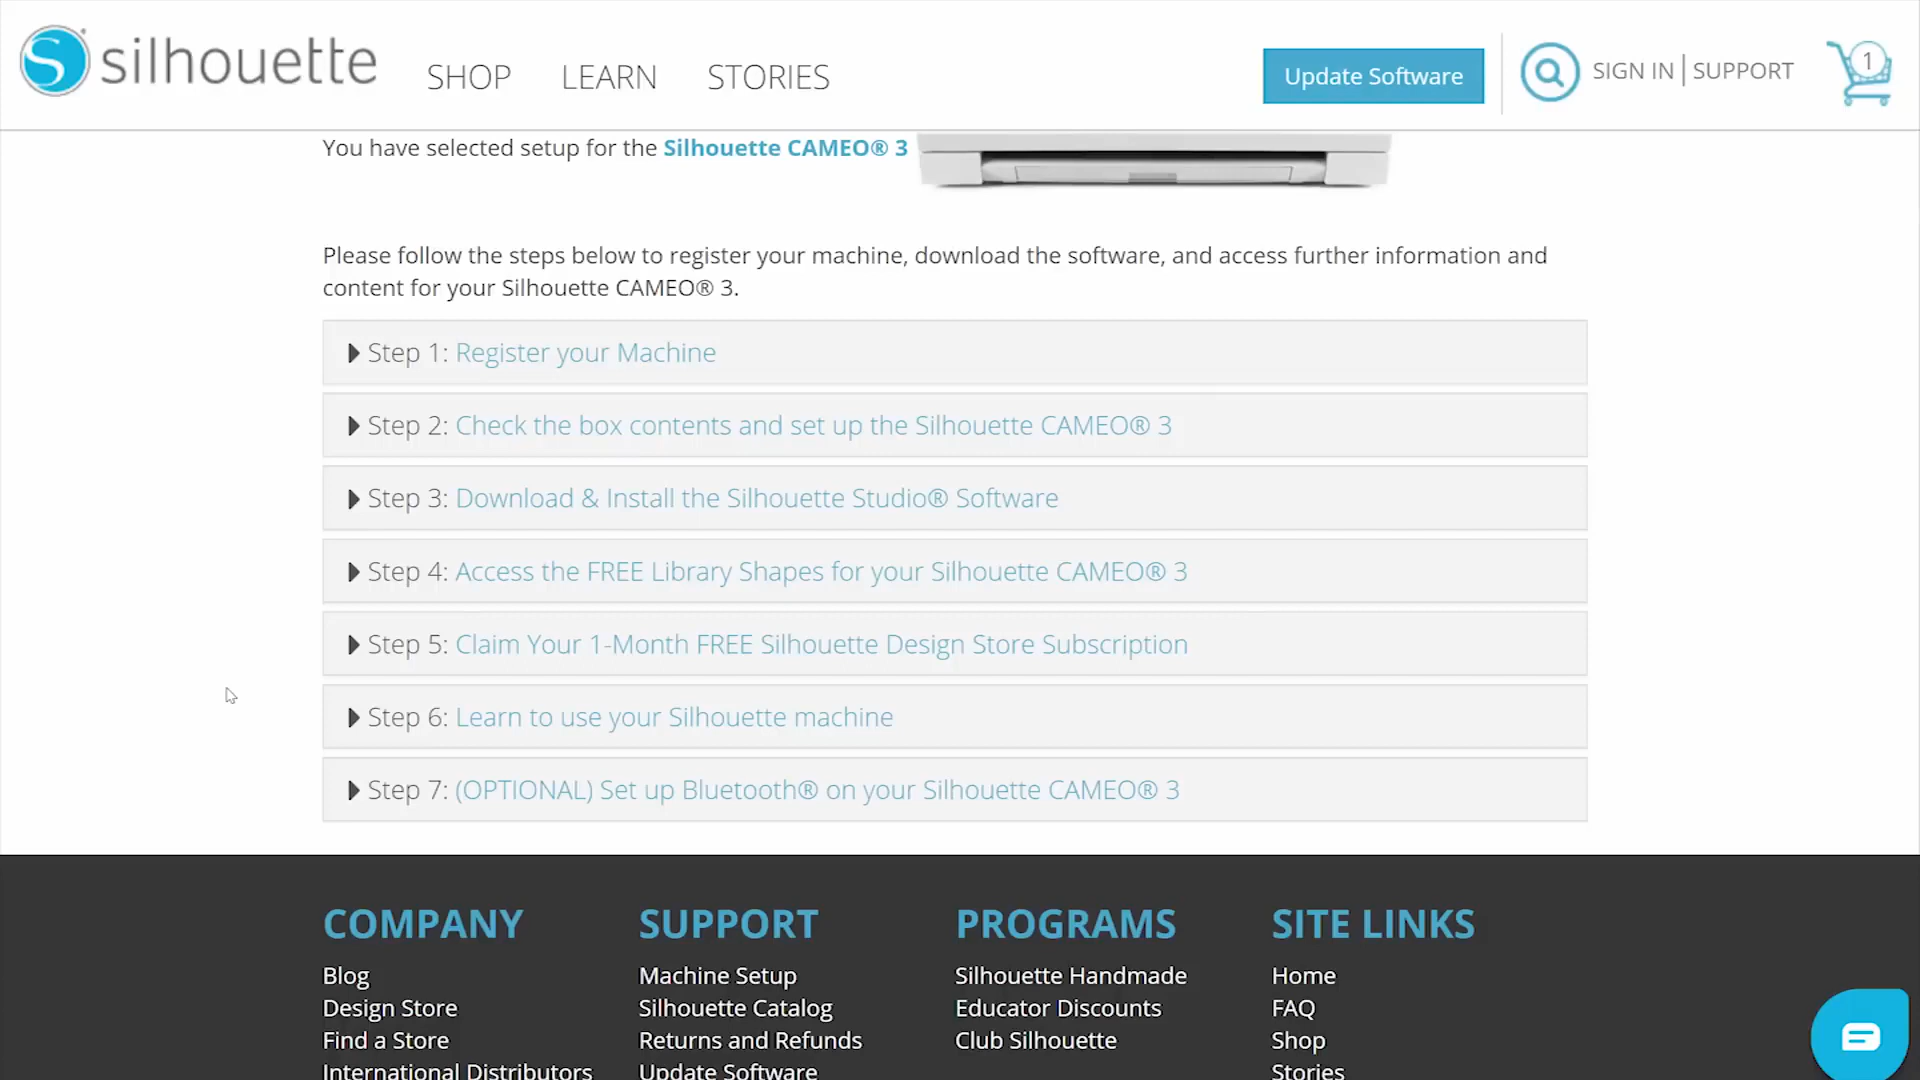 silhouette
SHOP LEARN STORIES
Update Software
SIGN IN | SUPPORT
1
You have selected setup for the Silhouette CAMEO® 3
Please follow the steps below to register your machine, download the software, and access further information and
content for your Silhouette CAMEO® 3.
Step 1: Register your Machine
Step 2: Check the box contents and set up the Silhouette CAMEO® 3
Step 3: Download & Install the Silhouette Studio® Software
Step 4: Access the FREE Library Shapes for your Silhouette CAMEO® 3
Step 5: Claim Your 1-Month FREE Silhouette Design Store Subscription
Step 6: Learn to use your Silhouette machine
Step 7: (OPTIONAL) Set up Bluetooth® on your Silhouette CAMEO® 3
COMPANY
Blog
Design Store
Find a Store
International Distributors
SUPPORT
Machine Setup
Silhouette Catalog
Returns and Refunds
Update Software
PROGRAMS
Silhouette Handmade
Educator Discounts
Club Silhouette
SITE LINKS
Home
FAQ
Shop
Stories